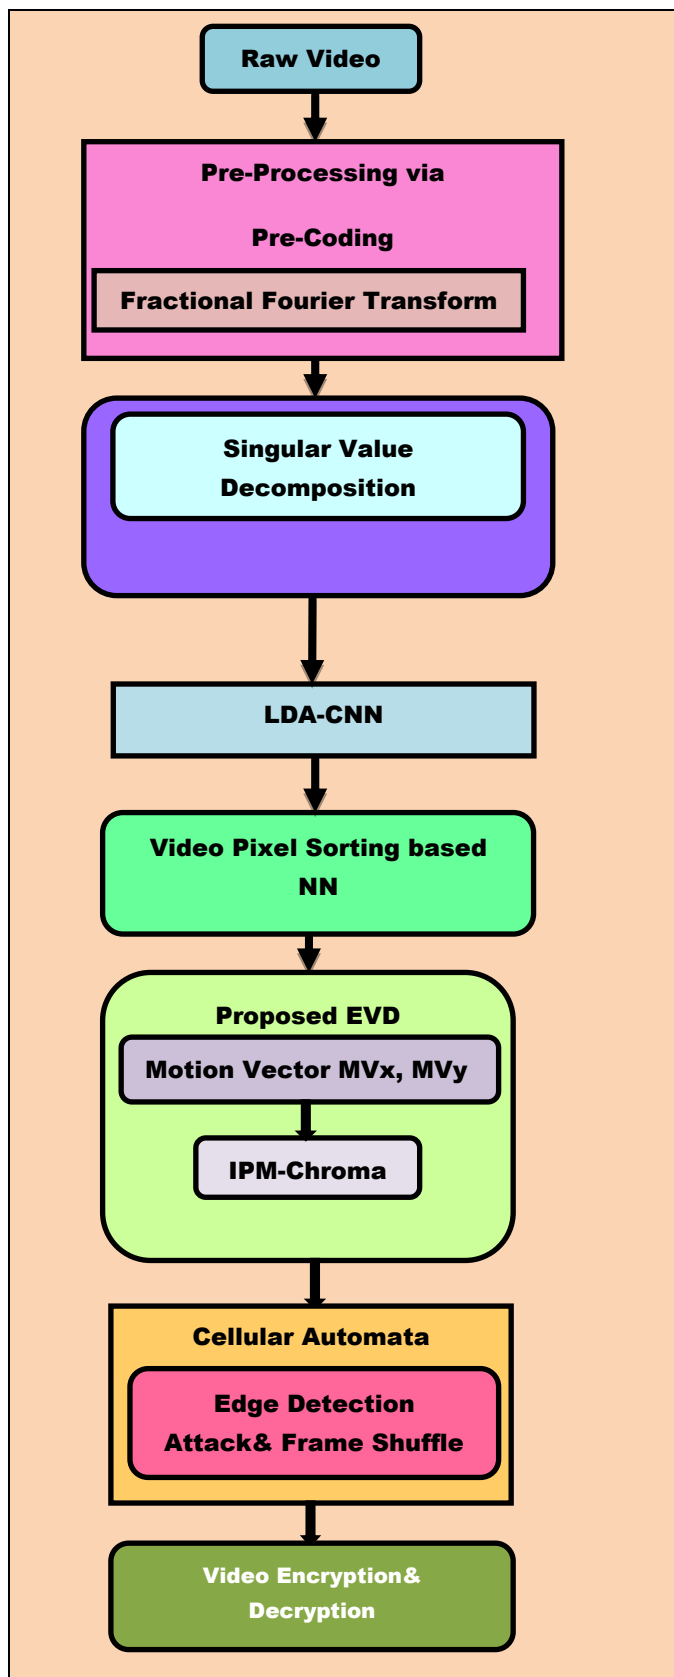 Raw Video
Pre-Processing via
Pre-Coding
Fractional Fourier Transform
Singular Value
Decomposition
LDA-CNN
Video Pixel Sorting based
NN
Proposed EVD
Motion Vector MVx, MVy
IPM-Chroma
Cellular Automata
Edge Detection
Attack& Frame Shuffle
Video Encryption&
Decryption